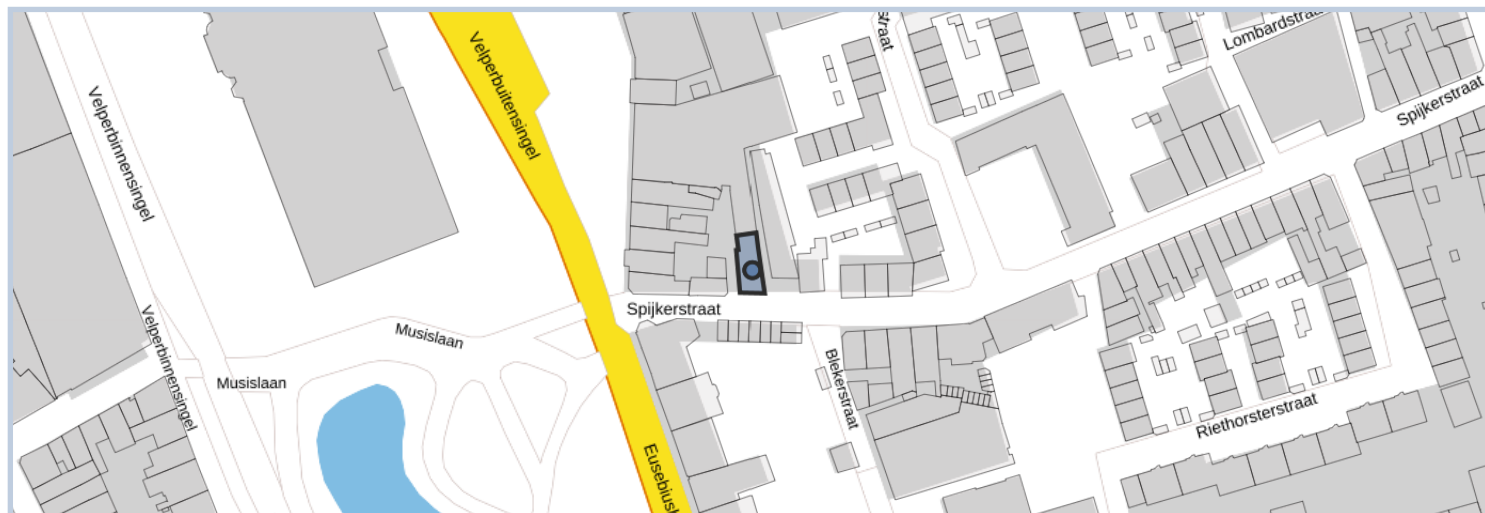 Lombardstraat
straat
Velperbuitensingel
Velperbinnensingel
Spijkerstraat
Spijkerstraat
Velperbinnensingel
Musislaan
Musislaan
Blekerstraat
Riethorsterstraat